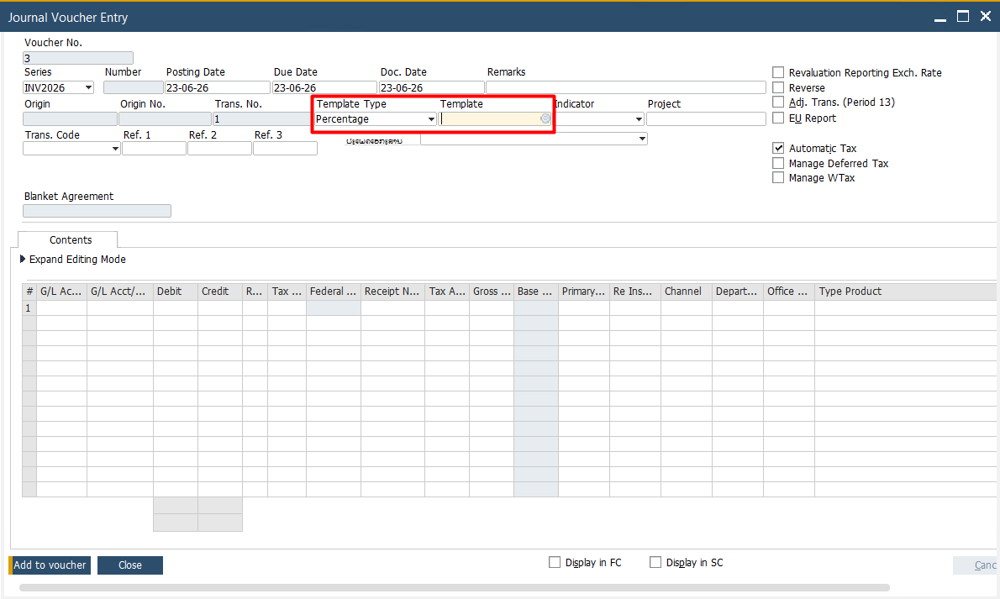 Journal Voucher Entry
Voucher No.
3
Series Number Posting Date Due Date Doc. Date Remarks
INV2026 23-06-26 23-06-26 23-06-26
Origin Origin No. Trans. No. Template Type Template Indicator Project
1 Percentage
Trans. Code Ref. 1 Ref. 2 Ref. 3
Revaluation Reporting Exch. Rate
Reverse
Adj. Trans. (Period 13)
EU Report
Automatic Tax
Manage Deferred Tax
Manage WTax
Blanket Agreement
Contents
Expand Editing Mode
# G/L Ac... G/L Acct/... Debit Credit R... Tax ... Federal ... Receipt N... Tax A... Gross ... Base ... Primary... Re Ins... Channel Depart... Office ... Type Product
1
Add to voucher Close Display in FC Display in SC Canc